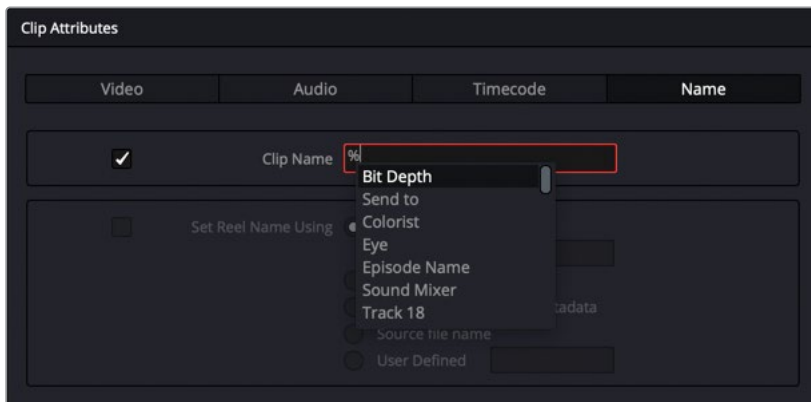 Clip Attributes
Video Audio Timecode Name
Clip Name %
Bit Depth
Send to
Set Reel Name Using Colorist
Eye
Episode Name
Sound Mixer
Track 18 tadata
Source file name
User Defined